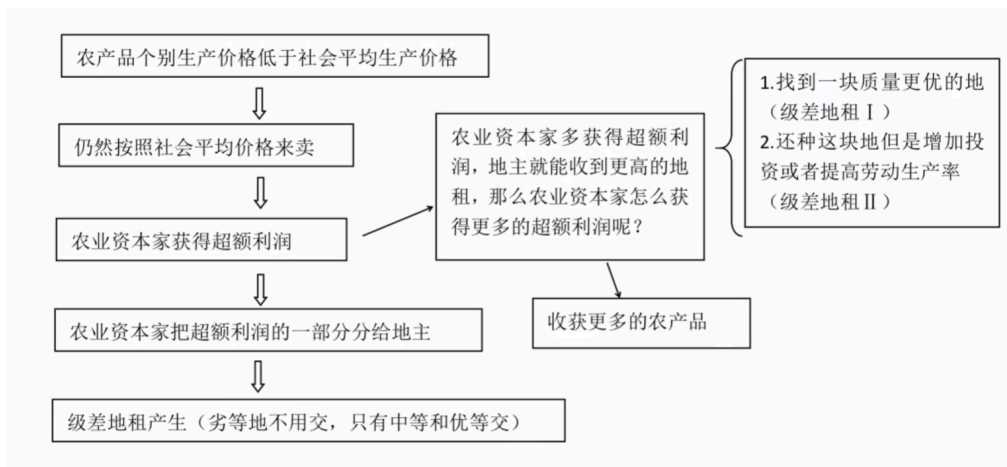 农产品个别生产价格低于社会平均生产价格
仍然按照社会平均价格来卖
农业资本家获得超额利润
农业资本家把超额利润的一部分分给地主
级差地租产生（劣等地不用交，只有中等和优等交）
农业资本家多获得超额利
润，地主就能收到更高的地
租，那么农业资本家怎么获
得更多的超额利润呢？
收获更多的农产品
1.找到一块质量更优的地
（级差地租Ⅰ）
2.还种这块地但是增加投
资或者提高劳动生产率
（级差地租Ⅱ）